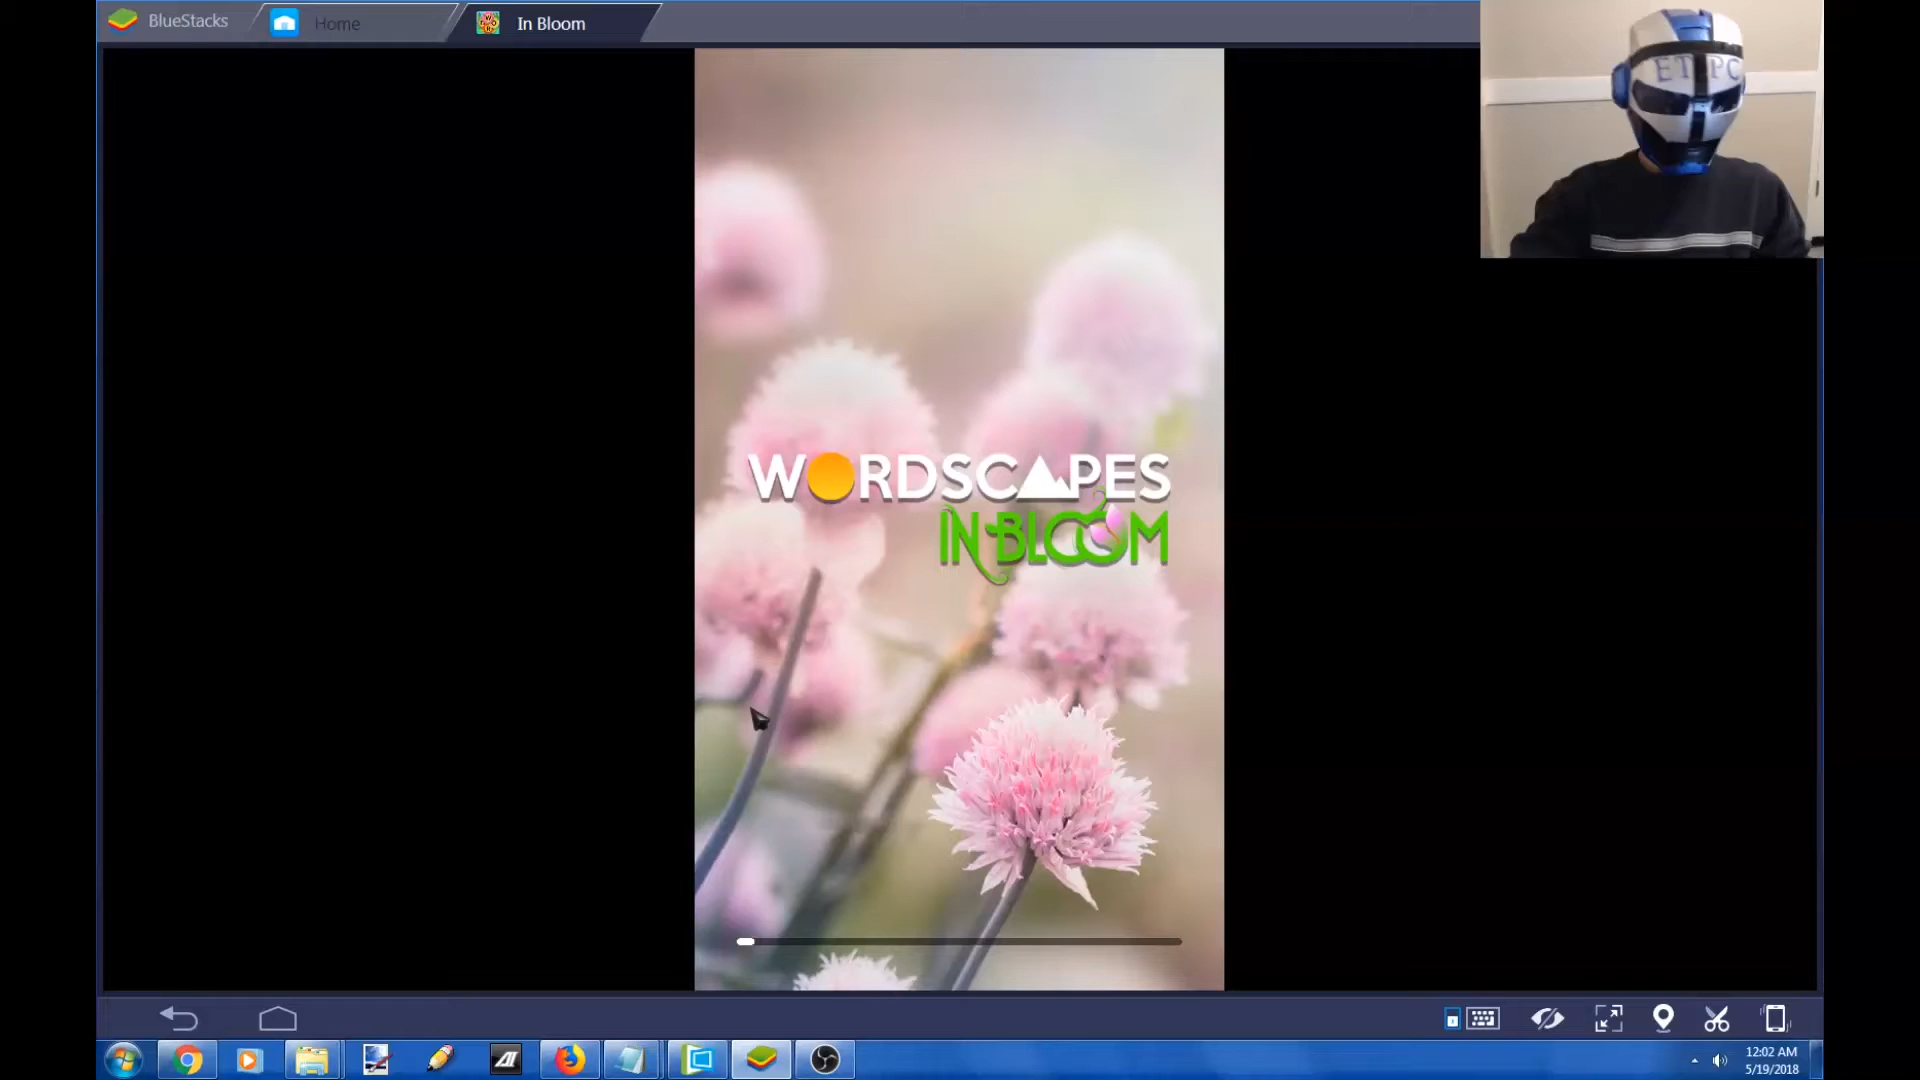 BlueStacks
Home
In Bloom
ETPC
WORDSCAPES
IN BLOOM
12:02 AM
5/19/2018